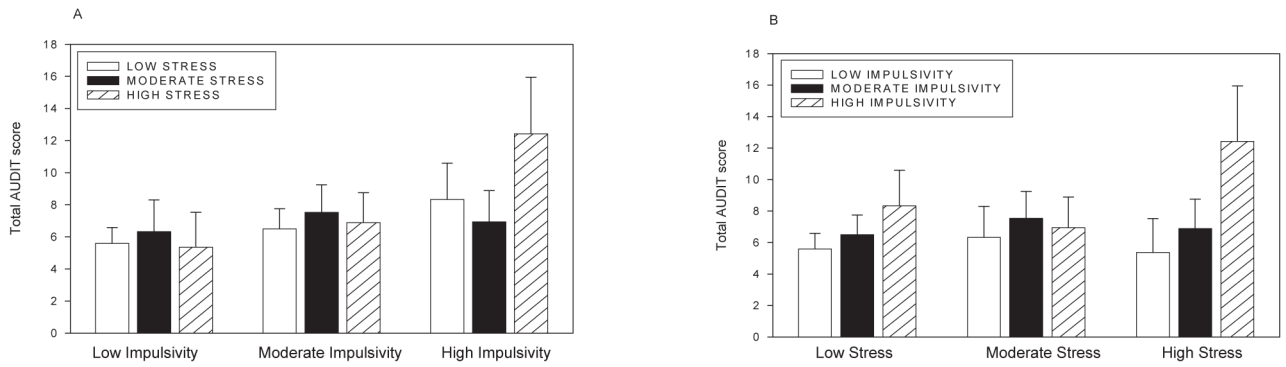 A
Total AUDIT score
18
16
14
12
10
8
6
4
2
0
LOW STRESS
MODERATE STRESS
HIGH STRESS
Low Impulsivity
Moderate Impulsivity
High Impulsivity
B
Total AUDIT score
18
16
14
12
10
8
6
4
2
0
LOW IMPULSIVITY
MODERATE IMPULSIVITY
HIGH IMPULSIVITY
Low Stress
Moderate Stress
High Stress